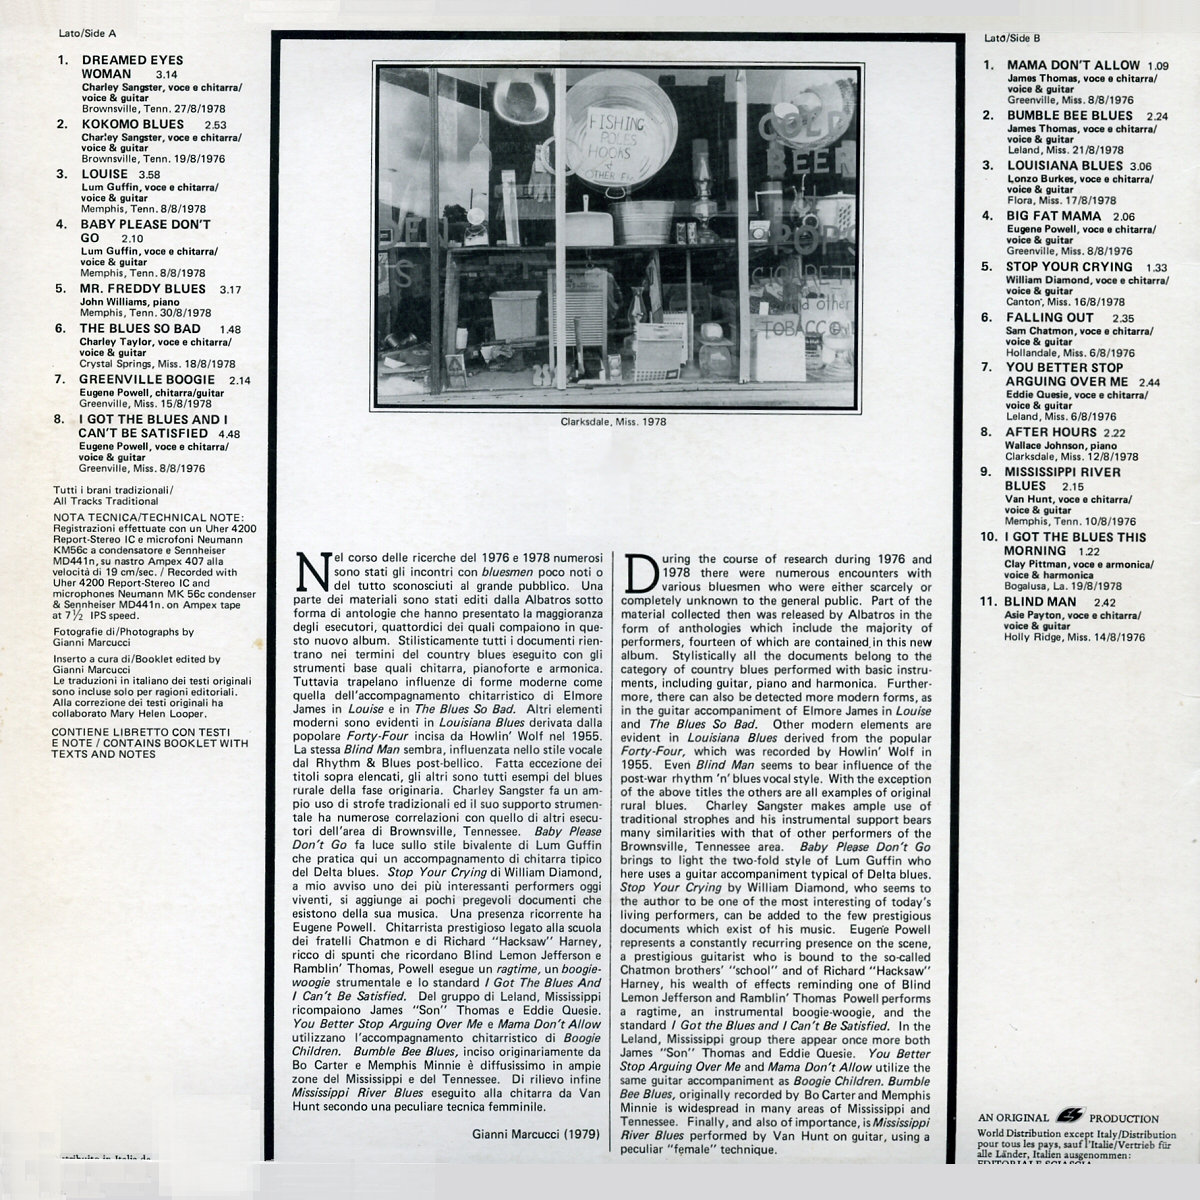 Lato/Side A
1. DREAMED EYES
WOMAN 3.14
Charley Sangster, voce e chitarra/
voice & guitar
Brownsville, Tenn. 27/8/1978
2. KOKOMO BLUES 2.53
Charley Sangster, voce e chitarra/
voice & guitar
Brownsville, Tenn. 19/8/1976
3. LOUISE 3.58
Lum Guffin, voce e chitarra/
voice & guitar
Memphis, Tenn. 8/8/1978
4. BABY PLEASE DON'T
GO 2.10
Lum Guffin, voce e chitarra/
voice & guitar
Memphis, Tenn. 8/8/1978
5. MR. FREDDY BLUES 3.17
John Williams, piano
Memphis, Tenn. 30/8/1978
6. THE BLUES SO BAD 1.48
Charley Taylor, voce e chitarra/
voice & guitar
Crystal Springs, Miss. 18/8/1978
7. GREENVILLE BOOGIE 2.14
Eugene Powell, chitarra/guitar
Greenville, Miss. 15/8/1978
8. I GOT THE BLUES AND I
CAN'T BE SATISFIED 4.48
Eugene Powell, voce e chitarra/
voice & guitar
Greenville, Miss. 8/8/1976
Tutti i brani tradizionali/
All Tracks Traditional
NOTA TECNICA/TECHNICAL NOTE:
Registrazioni effettuate con un Uher 4200
Report-Stereo IC e microfoni Neumann
KM56c a condensatore e Sennheiser
MD441n, su nastro Ampex 407 alla
velocità di 19 cm/sec. / Recorded with
Uher 4200 Report-Stereo IC and
microphones Neumann MK 56c condenser
& Sennheiser MD441n. on Ampex tape
at 7½ IPS speed.
Fotografie di/Photographs by
Gianni Marcucci
Inserto a cura di/Booklet edited by
Gianni Marcucci
Le traduzioni in italiano dei testi originali
sono incluse solo per ragioni editoriali.
Alla correzione dei testi originali ha
collaborato Mary Helen Looper.
CONTIENE LIBRETTO CON TESTI
E NOTE / CONTAINS BOOKLET WITH
TEXTS AND NOTES
FISHING
POLES
HOOKS
&
OTHER
COLD
BEER
POP
CIGARETT
and other
TOBACCO
Clarksdale, Miss. 1978
Nel corso delle ricerche del 1976 e 1978 numerosi
sono stati gli incontri con bluesmen poco noti o
del tutto sconosciuti al grande pubblico. Una
parte dei materiali sono stati editi dalla Albatros sotto
forma di antologie che hanno presentato la maggioranza
degli esecutori, quattordici dei quali compaiono in que-
sto nuovo album. Stilisticamente tutti i documenti rien-
trano nei termini del country blues eseguito con gli
strumenti base quali chitarra, pianoforte e armonica.
Tuttavia trapelano influenze di forme moderne come
quella dell'accompagnamento chitarristico di Elmore
James in Louise e in The Blues So Bad. Altri elementi
moderni sono evidenti in Louisiana Blues derivata dalla
popolare Forty-Four incisa da Howlin' Wolf nel 1955.
La stessa Blind Man sembra, influenzata nello stile vocale
dal Rhythm & Blues post-bellico. Fatta eccezione dei
titoli sopra elencati, gli altri sono tutti esempi del blues
rurale della fase originaria. Charley Sangster fa un am-
pio uso di strofe tradizionali ed il suo supporto strumen-
tale ha numerose correlazioni con quello di altri esecu-
tori dell'area di Brownsville, Tennessee. Baby Please
Don't Go fa luce sullo stile bivalente di Lum Guffin
che pratica qui un accompagnamento di chitarra tipico
del Delta blues. Stop Your Crying di William Diamond,
a mio avviso uno dei più interessanti performers oggi
viventi, si aggiunge ai pochi pregevoli documenti che
esistono della sua musica. Una presenza ricorrente ha
Eugene Powell. Chitarrista prestigioso legato alla scuola
dei fratelli Chatmon e di Richard "Hacksaw" Harney,
ricco di spunti che ricordano Blind Lemon Jefferson e
Ramblin' Thomas, Powell esegue un ragtime, un boogie-
woogie strumentale e lo standard I Got The Blues And
I Can't Be Satisfied. Del gruppo di Leland, Mississippi
ricompaiono James "Son" Thomas e Eddie Quesie.
You Better Stop Arguing Over Me e Mama Don't Allow
utilizzano l'accompagnamento chitarristico di Boogie
Children. Bumble Bee Blues, inciso originariamente da
Bo Carter e Memphis Minnie è diffusissimo in ampie
zone del Mississippi e del Tennessee. Di rilievo infine
Mississippi River Blues eseguito alla chitarra da Van
Hunt secondo una peculiare tecnica femminile.
Gianni Marcucci (1979)
During the course of research during 1976 and
1978 there were numerous encounters with
various bluesmen who were either scarcely or
completely unknown to the general public. Part of the
material collected then was released by Albatros in the
form of anthologies which include the majority of
performers, fourteen of which are contained in this new
album. Stylistically all the documents belong to the
category of country blues performed with basic instru-
ments, including guitar, piano and harmonica. Further-
more, there can also be detected more modern forms, as
in the guitar accompaniment of Elmore James in Louise
and The Blues So Bad. Other modern elements are
evident in Louisiana Blues derived from the popular
Forty-Four, which was recorded by Howlin' Wolf in
1955. Even Blind Man seems to bear influence of the
post-war rhythm 'n' blues vocal style. With the exception
of the above titles the others are all examples of original
rural blues. Charley Sangster makes ample use of
traditional strophes and his instrumental support bears
many similarities with that of other performers of the
Brownsville, Tennessee area. Baby Please Don't Go
brings to light the two-fold style of Lum Guffin who
here uses a guitar accompaniment typical of Delta blues.
Stop Your Crying by William Diamond, who seems to
the author to be one of the most interesting of today's
living performers, can be added to the few prestigious
documents which exist of his music. Eugene Powell
represents a constantly recurring presence on the scene,
a prestigious guitarist who is bound to the so-called
Chatmon brothers' "school" and of Richard "Hacksaw"
Harney, his wealth of effects reminding one of Blind
Lemon Jefferson and Ramblin' Thomas Powell performs
a ragtime, an instrumental boogie-woogie, and the
standard I Got the Blues and I Can't Be Satisfied. In the
Leland, Mississippi group there appear once more both
James "Son" Thomas and Eddie Quesie. You Better
Stop Arguing Over Me and Mama Don't Allow utilize the
same guitar accompaniment as Boogie Children. Bumble
Bee Blues, originally recorded by Bo Carter and Memphis
Minnie is widespread in many areas of Mississippi and
Tennessee. Finally, and also of importance, is Mississippi
River Blues performed by Van Hunt on guitar, using a
peculiar "female" technique.
Lato/Side B
1. MAMA DON'T ALLOW 1.09
James Thomas, voce e chitarra/
voice & guitar
Greenville, Miss. 8/8/1976
2. BUMBLE BEE BLUES 2.24
James Thomas, voce e chitarra/
voice & guitar
Leland, Miss. 21/8/1978
3. LOUISIANA BLUES 3.06
Lonzo Burkes, voce e chitarra/
voice & guitar
Flora, Miss. 17/8/1978
4. BIG FAT MAMA 2.06
Eugene Powell, voce e chitarra/
voice & guitar
Greenville, Miss. 8/8/1976
5. STOP YOUR CRYING 1.33
William Diamond, voce e chitarra/
voice & guitar
Canton, Miss. 16/8/1978
6. FALLING OUT 2.35
Sam Chatmon, voce e chitarra/
voice & guitar
Hollandale, Miss. 6/8/1976
7. YOU BETTER STOP
ARGUING OVER ME 2.44
Eddie Quesie, voce e chitarra/
voice & guitar
Leland, Miss. 6/8/1976
8. AFTER HOURS 2.22
Wallace Johnson, piano
Clarksdale, Miss. 12/8/1978
9. MISSISSIPPI RIVER
BLUES 2.15
Van Hunt, voce e chitarra/
voice & guitar
Memphis, Tenn. 10/8/1976
10. I GOT THE BLUES THIS
MORNING 1.22
Clay Pittman, voce e armonica/
voice & harmonica
Bogalusa, La. 19/8/1978
11. BLIND MAN 2.42
Asie Payton, voce e chitarra/
voice & guitar
Holly Ridge, Miss. 14/8/1976
AN ORIGINAL ES PRODUCTION
World Distribution except Italy/Distribution
pour tous les pays, sauf l'Italie/Vertrieb für
alle Länder, Italien ausgenommen:
EDITORIALE SCIASCIA